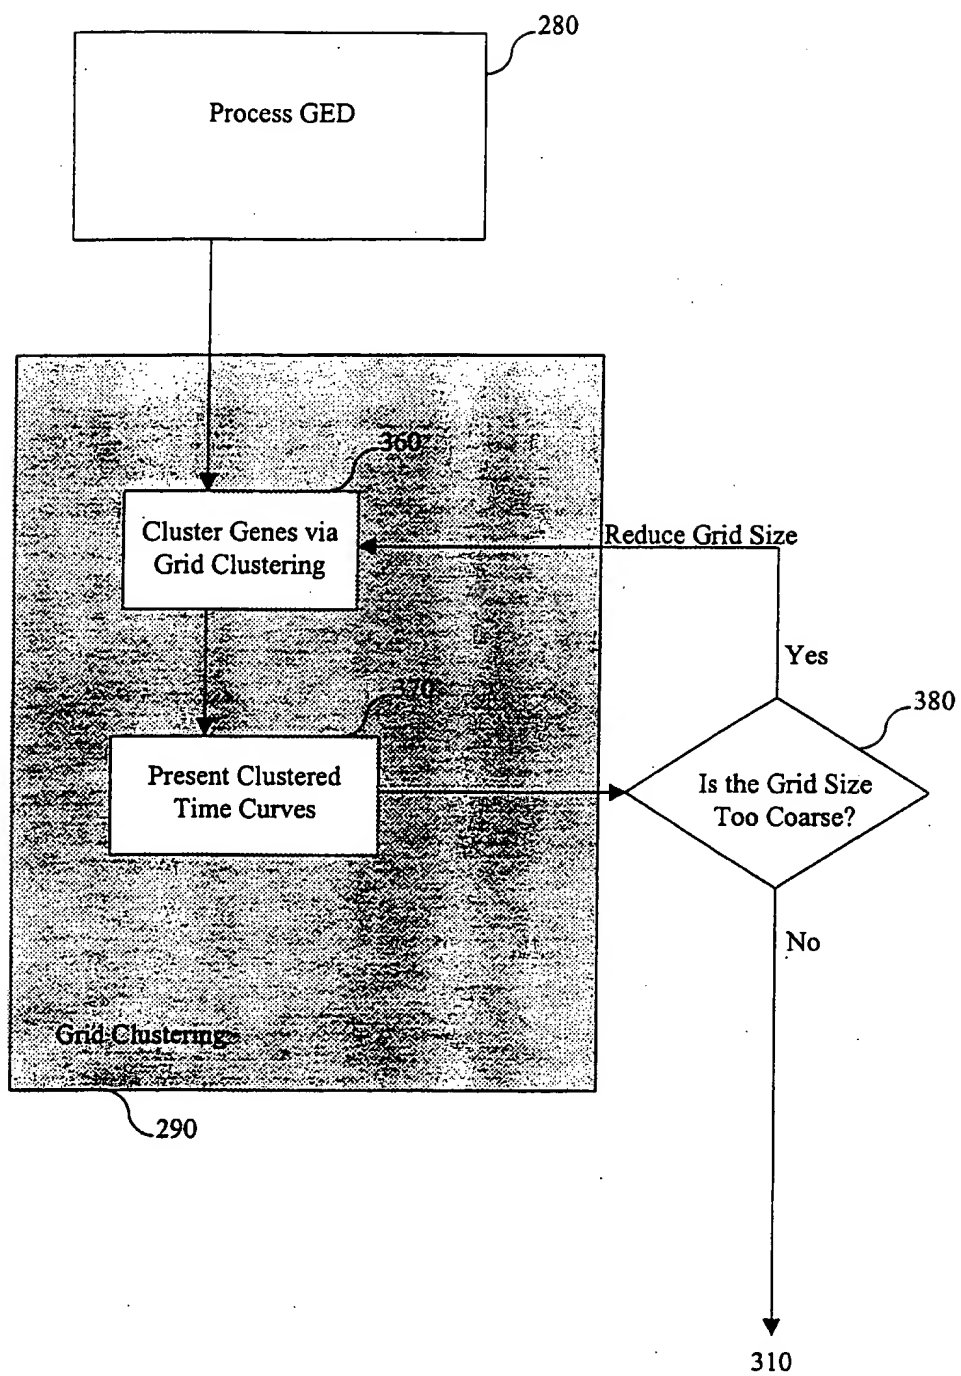 280
Process GED
360
Cluster Genes via
Grid Clustering
Reduce Grid Size
Yes
370
380
Present Clustered
Time Curves
Is the Grid Size
Too Coarse?
No
Grid Clustering
290
310